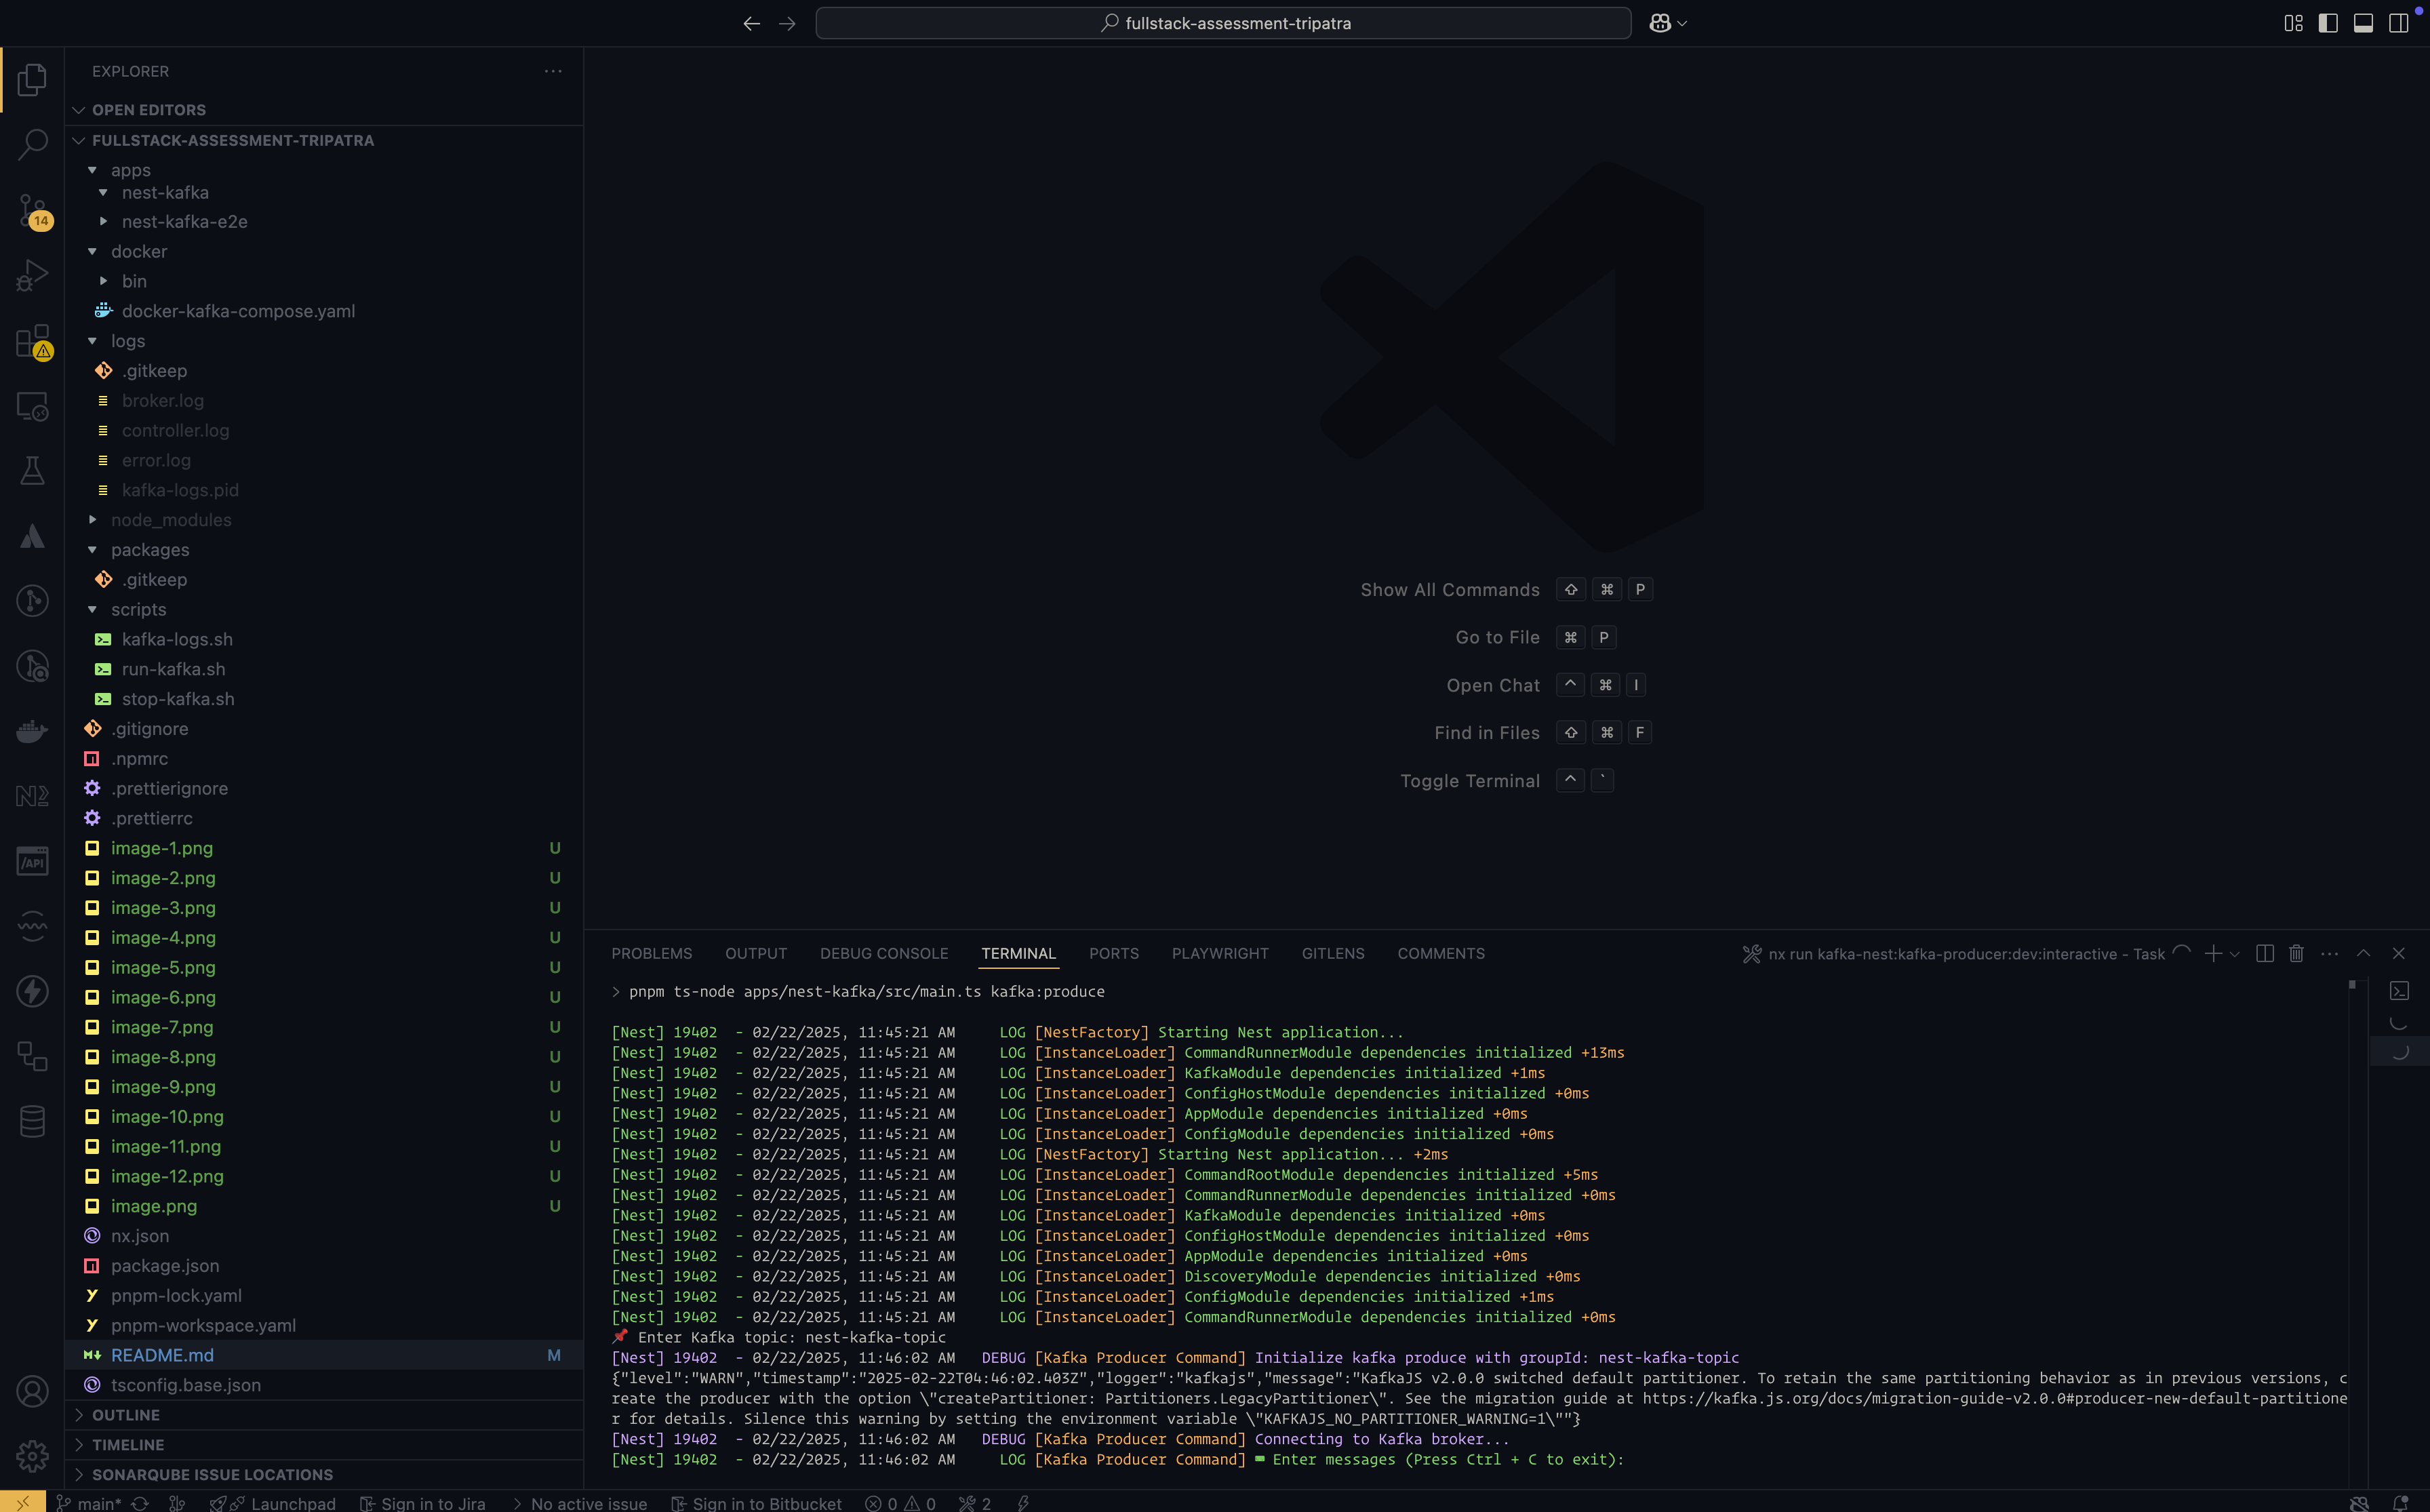 fullstack-assessment-tripatra
EXPLORER
OPEN EDITORS
FULLSTACK-ASSESSMENT-TRIPATRA
apps
nest-kafka
nest-kafka-e2e
docker
bin
docker-kafka-compose.yaml
logs
.gitkeep
broker.log
controller.log
error.log
kafka-logs.pid
node_modules
packages
.gitkeep
scripts
kafka-logs.sh
run-kafka.sh
stop-kafka.sh
.gitignore
.npmrc
.prettierignore
.prettierrc
image-1.png U
image-2.png U
image-3.png U
image-4.png U
image-5.png U
image-6.png U
image-7.png U
image-8.png U
image-9.png U
image-10.png U
image-11.png U
image-12.png U
image.png U
nx.json
package.json
pnpm-lock.yaml
pnpm-workspace.yaml
README.md M
tsconfig.base.json
OUTLINE
TIMELINE
SONARQUBE ISSUE LOCATIONS
14
/API
Show All Commands ⇧ ⌘ P
Go to File ⌘ P
Open Chat ^ ⌘ I
Find in Files ⇧ ⌘ F
Toggle Terminal ^ `
PROBLEMS OUTPUT DEBUG CONSOLE TERMINAL PORTS PLAYWRIGHT GITLENS COMMENTS
nx run kafka-nest:kafka-producer:dev:interactive - Task
> pnpm ts-node apps/nest-kafka/src/main.ts kafka:produce
[Nest] 19402  - 02/22/2025, 11:45:21 AM     LOG [NestFactory] Starting Nest application...
[Nest] 19402  - 02/22/2025, 11:45:21 AM     LOG [InstanceLoader] CommandRunnerModule dependencies initialized +13ms
[Nest] 19402  - 02/22/2025, 11:45:21 AM     LOG [InstanceLoader] KafkaModule dependencies initialized +1ms
[Nest] 19402  - 02/22/2025, 11:45:21 AM     LOG [InstanceLoader] ConfigHostModule dependencies initialized +0ms
[Nest] 19402  - 02/22/2025, 11:45:21 AM     LOG [InstanceLoader] AppModule dependencies initialized +0ms
[Nest] 19402  - 02/22/2025, 11:45:21 AM     LOG [InstanceLoader] ConfigModule dependencies initialized +0ms
[Nest] 19402  - 02/22/2025, 11:45:21 AM     LOG [NestFactory] Starting Nest application... +2ms
[Nest] 19402  - 02/22/2025, 11:45:21 AM     LOG [InstanceLoader] CommandRootModule dependencies initialized +5ms
[Nest] 19402  - 02/22/2025, 11:45:21 AM     LOG [InstanceLoader] CommandRunnerModule dependencies initialized +0ms
[Nest] 19402  - 02/22/2025, 11:45:21 AM     LOG [InstanceLoader] KafkaModule dependencies initialized +0ms
[Nest] 19402  - 02/22/2025, 11:45:21 AM     LOG [InstanceLoader] ConfigHostModule dependencies initialized +0ms
[Nest] 19402  - 02/22/2025, 11:45:21 AM     LOG [InstanceLoader] AppModule dependencies initialized +0ms
[Nest] 19402  - 02/22/2025, 11:45:21 AM     LOG [InstanceLoader] DiscoveryModule dependencies initialized +0ms
[Nest] 19402  - 02/22/2025, 11:45:21 AM     LOG [InstanceLoader] ConfigModule dependencies initialized +1ms
[Nest] 19402  - 02/22/2025, 11:45:21 AM     LOG [InstanceLoader] CommandRunnerModule dependencies initialized +0ms
📌 Enter Kafka topic: nest-kafka-topic
[Nest] 19402  - 02/22/2025, 11:46:02 AM   DEBUG [Kafka Producer Command] Initialize kafka produce with groupId: nest-kafka-topic
{"level":"WARN","timestamp":"2025-02-22T04:46:02.403Z","logger":"kafkajs","message":"KafkaJS v2.0.0 switched default partitioner. To retain the same partitioning behavior as in previous versions, c
reate the producer with the option \"createPartitioner: Partitioners.LegacyPartitioner\". See the migration guide at https://kafka.js.org/docs/migration-guide-v2.0.0#producer-new-default-partitione
r for details. Silence this warning by setting the environment variable \"KAFKAJS_NO_PARTITIONER_WARNING=1\""}
[Nest] 19402  - 02/22/2025, 11:46:02 AM   DEBUG [Kafka Producer Command] Connecting to Kafka broker...
[Nest] 19402  - 02/22/2025, 11:46:02 AM     LOG [Kafka Producer Command] Enter messages (Press Ctrl + C to exit):
main* Launchpad Sign in to Jira No active issue Sign in to Bitbucket 0 0 2